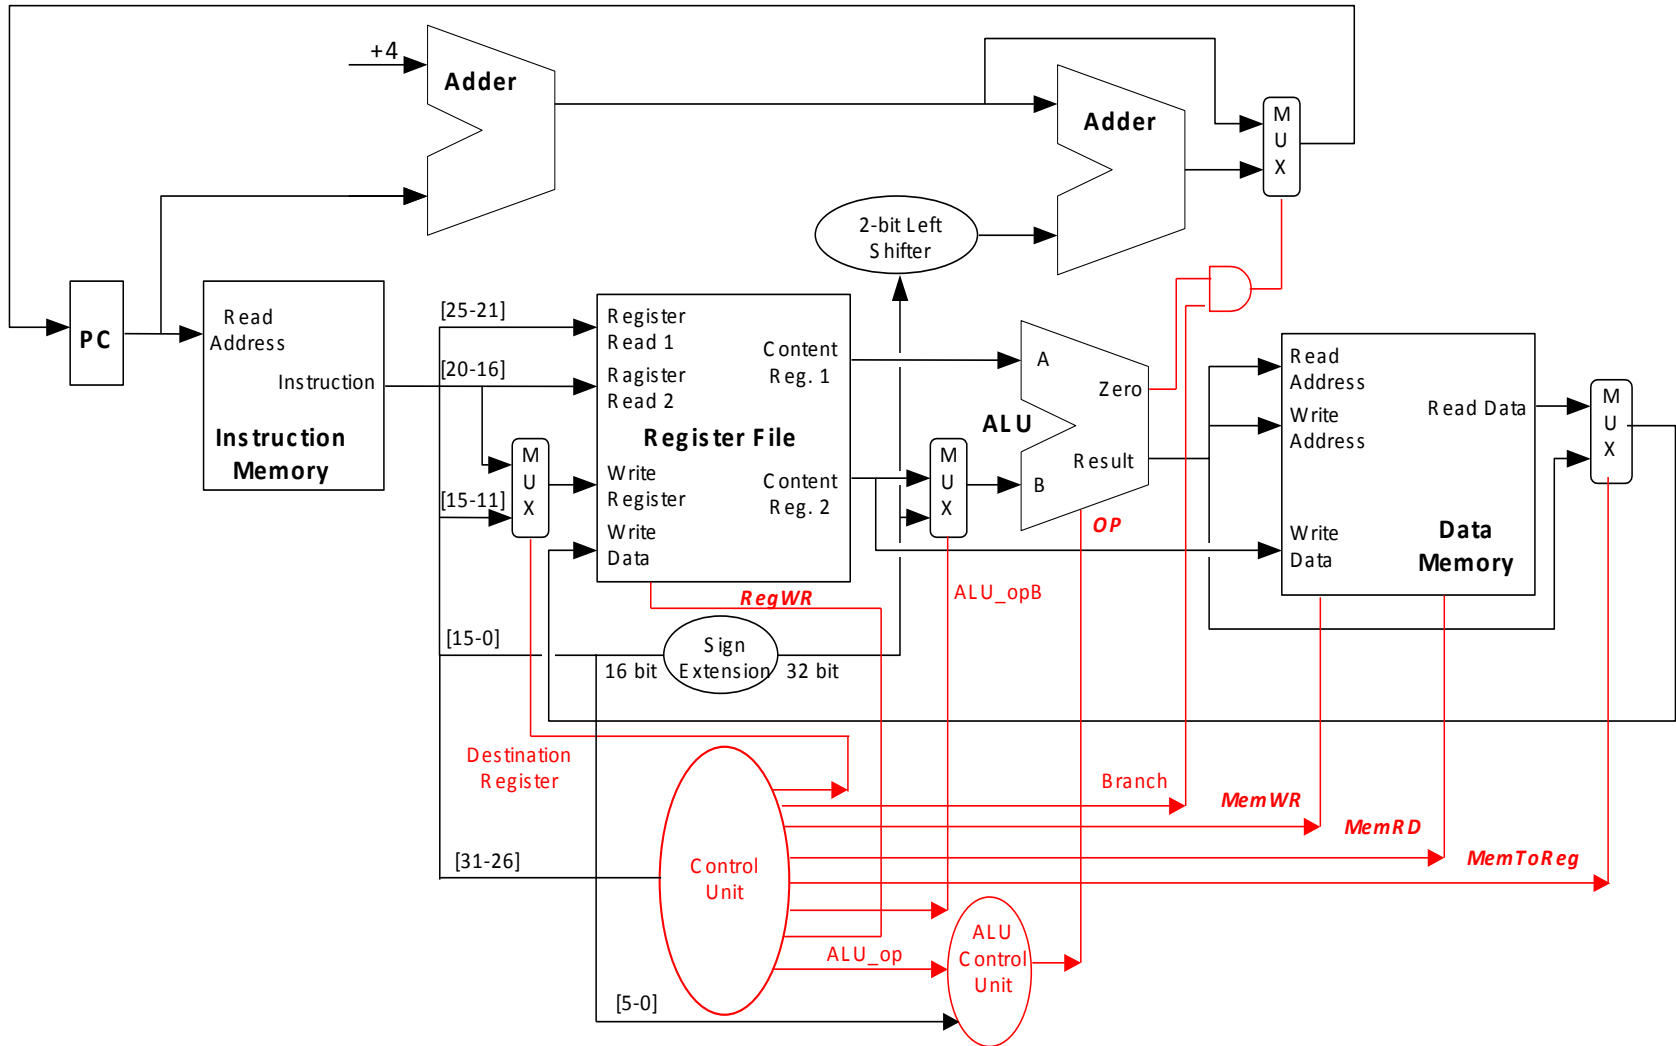 +4
Adder
Adder
M
U
X
2-bit Left
Shifter
PC
Read
Address
Instruction
Instruction
Memory
[25-21]
[20-16]
[15-11]
M
U
X
Register
Read 1
Ragister
Read 2
Content
Reg. 1
Register File
Write
Register
Content
Reg. 2
Write
Data
RegWR
M
U
X
A
Zero
ALU
Result
B
OP
ALU_opB
Read
Address
Write
Address
Read Data
Write
Data
Data
Memory
M
U
X
[15-0]
16 bit
Sign
Extension
32 bit
Destination
Register
Branch
MemWR
MemRD
MemToReg
[31-26]
Control
Unit
ALU_op
ALU
Control
Unit
[5-0]